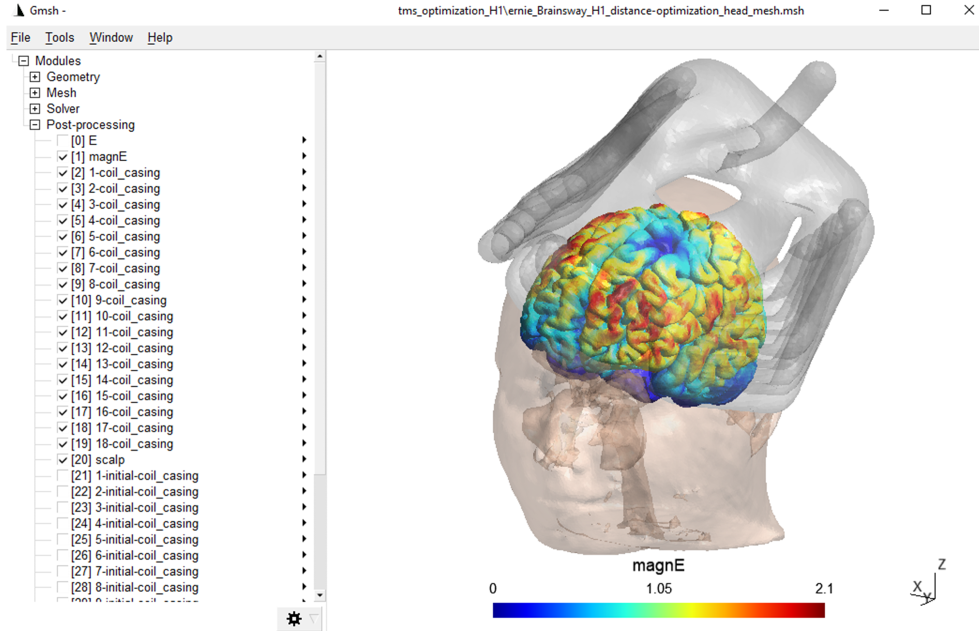 Gmsh -
tms_optimization_H1\ernie_Brainsway_H1_distance-optimization_head_mesh.msh
File Tools Window Help
Modules
Geometry
Mesh
Solver
Post-processing
[0] E
[1] magnE
[2] 1-coil_casing
[3] 2-coil_casing
[4] 3-coil_casing
[5] 4-coil_casing
[6] 5-coil_casing
[7] 6-coil_casing
[8] 7-coil_casing
[9] 8-coil_casing
[10] 9-coil_casing
[11] 10-coil_casing
[12] 11-coil_casing
[13] 12-coil_casing
[14] 13-coil_casing
[15] 14-coil_casing
[16] 15-coil_casing
[17] 16-coil_casing
[18] 17-coil_casing
[19] 18-coil_casing
[20] scalp
[21] 1-initial-coil_casing
[22] 2-initial-coil_casing
[23] 3-initial-coil_casing
[24] 4-initial-coil_casing
[25] 5-initial-coil_casing
[26] 6-initial-coil_casing
[27] 7-initial-coil_casing
[28] 8-initial-coil_casing
magnE
0 1.05 2.1
Z
X
Y